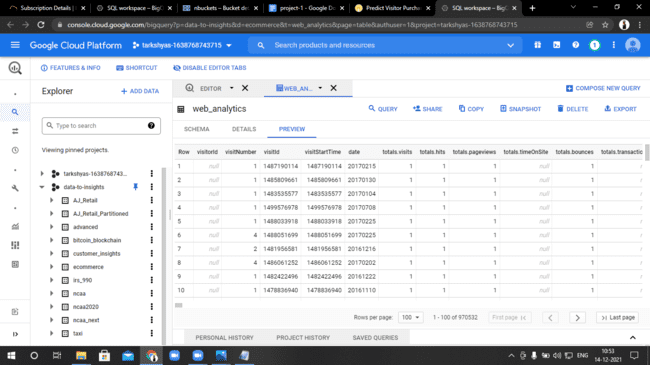 Subscription Details |
SQL workspace – Big
nbuckets – Bucket de
project-1 - Google Do
Predict Visitor Purcha
SQL workspace – Big
console.cloud.google.com/bigquery?p=data-to-insights&d=ecommerce&t=web_analytics&page=table&authuser=1&project=tarkshyas-1638768743715
Google Cloud Platform
tarkshyas-1638768743715
Search products and resources
1
FEATURES & INFO
SHORTCUT
DISABLE EDITOR TABS
Explorer
+ ADD DATA
Type to search
Viewing pinned projects.
tarkshyas-1638768743...
data-to-insights
AJ_Retail
AJ_Retail_Partitioned
advanced
bitcoin_blockchain
customer_insights
ecommerce
irs_990
ncaa
ncaa2020
ncaa_next
taxi
EDITOR
WEB_AN...
COMPOSE NEW QUERY
web_analytics
QUERY
SHARE
COPY
SNAPSHOT
DELETE
EXPORT
SCHEMA
DETAILS
PREVIEW
Row visitorId visitNumber visitId visitStartTime date totals.visits totals.hits totals.pageviews totals.timeOnSite totals.bounces totals.transactio
1 null 1 1487190114 1487190114 20170215 1 1 1 null 1
2 null 1 1485809661 1485809661 20170130 1 1 1 null 1
3 null 1 1483535577 1483535577 20170104 1 1 1 null 1
4 null 1 1499576978 1499576978 20170708 1 1 1 null 1
5 null 1 1488033918 1488033918 20170225 1 1 1 null 1
6 null 4 1488051699 1488051699 20170225 1 1 1 null 1
7 null 2 1481956581 1481956581 20161216 1 1 1 null 1
8 null 4 1486061252 1486061252 20170202 1 1 1 null 1
9 null 1 1482422496 1482422496 20161222 1 1 1 null 1
10 null 1 1478836940 1478836940 20161110 1 1 1 null 1
Rows per page: 100 1 - 100 of 970532 First page Last page
PERSONAL HISTORY
PROJECT HISTORY
SAVED QUERIES
ENG
10:53
14-12-2021